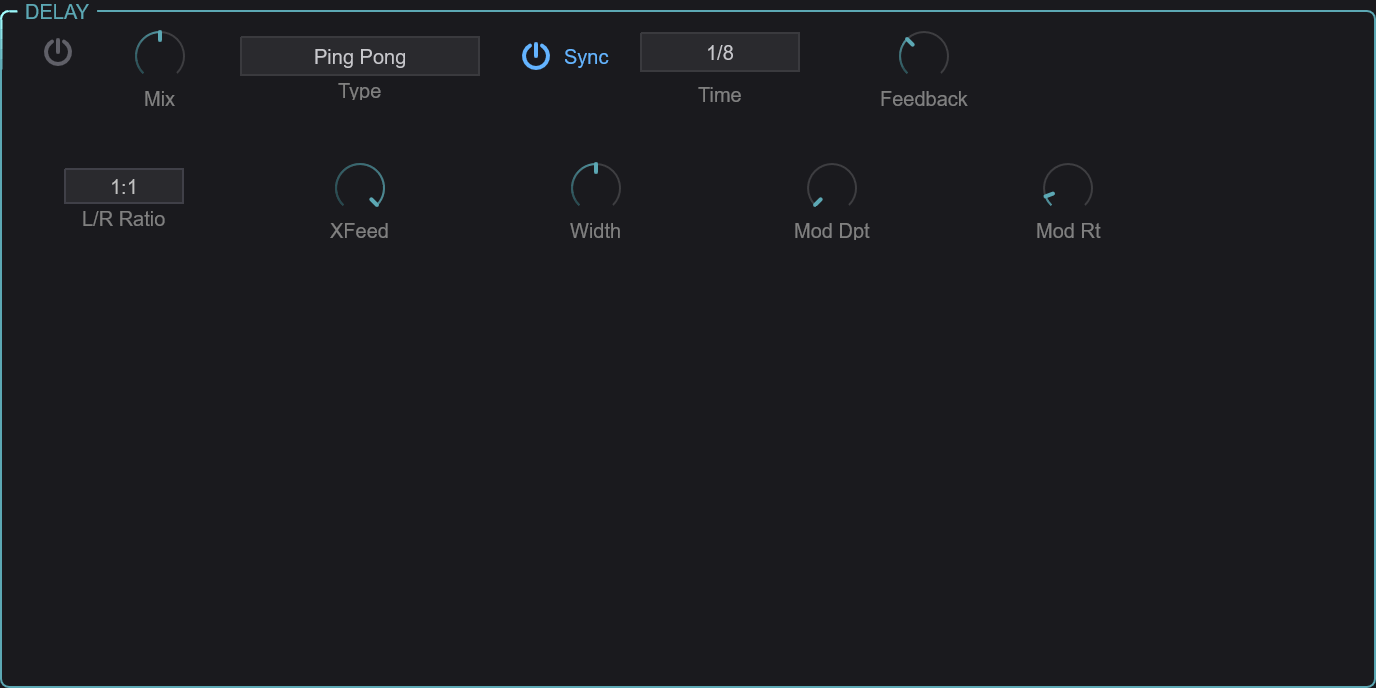 DELAY
Mix
Ping Pong
Type
Sync
1/8
Time
Feedback
1:1
L/R Ratio
XFeed
Width
Mod Dpt
Mod Rt